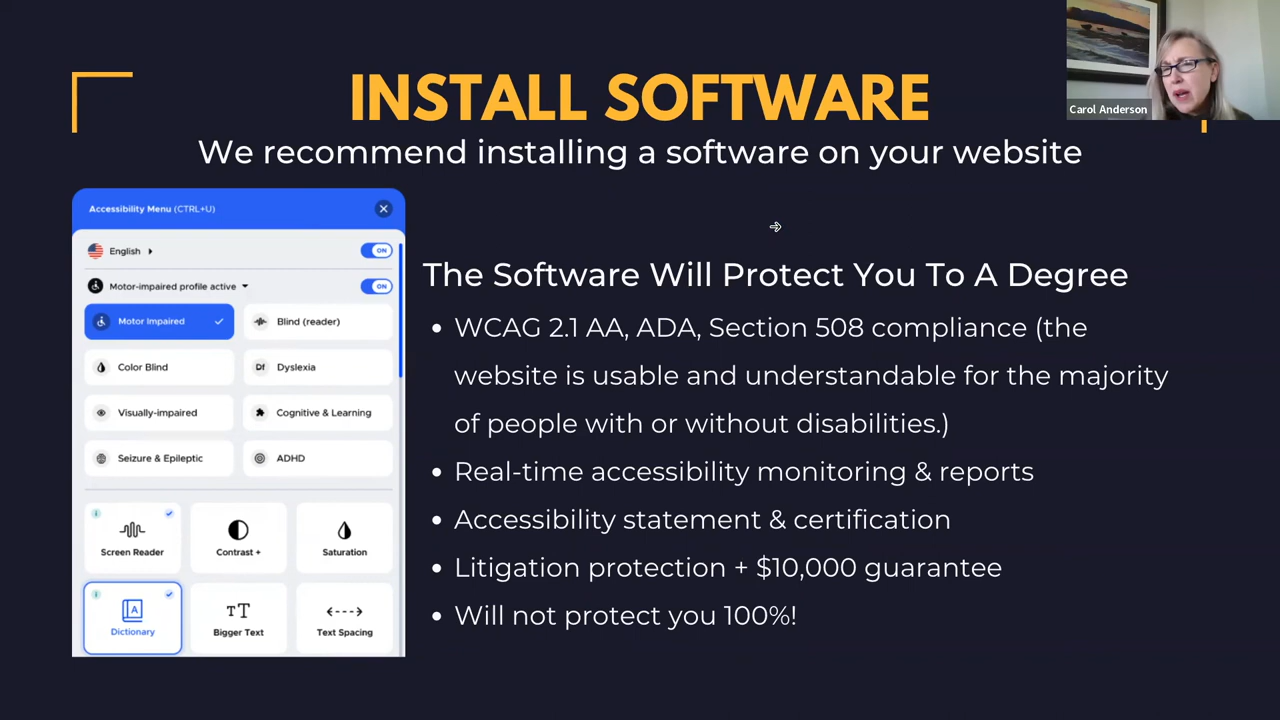 INSTALL SOFTWARE
Carol Anderson
We recommend installing a software on your website
Accessibility Menu (CTRL+U)
English
ON
Motor-impaired profile active
ON
Motor Impaired
Blind (reader)
Color Blind
Df
Dyslexia
Visually-impaired
Cognitive & Learning
Seizure & Epileptic
ADHD
Screen Reader
Contrast +
Saturation
A
Dictionary
TT
Bigger Text
Text Spacing
The Software Will Protect You To A Degree
• WCAG 2.1 AA, ADA, Section 508 compliance (the
website is usable and understandable for the majority
of people with or without disabilities.)
• Real-time accessibility monitoring & reports
• Accessibility statement & certification
• Litigation protection + $10,000 guarantee
• Will not protect you 100%!